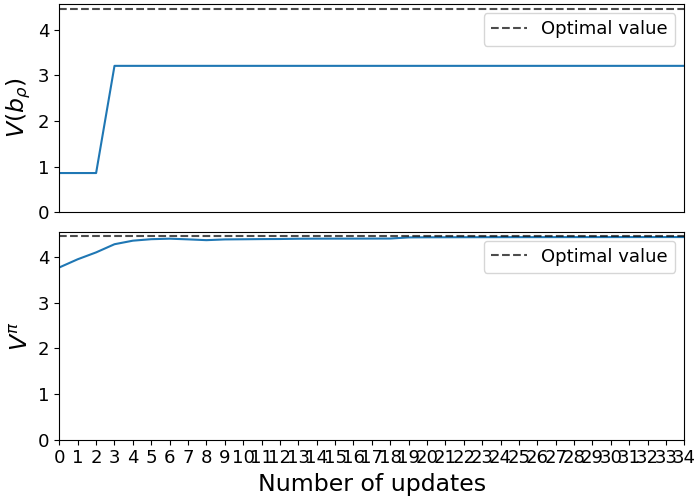 4
3
2
1
0
V(bρ)
Optimal value
4
3
2
1
0
Vπ
Optimal value
0 1 2 3 4 5 6 7 8 9 10 11 12 13 14 15 16 17 18 19 20 21 22 23 24 25 26 27 28 29 30 31 32 33 34
Number of updates